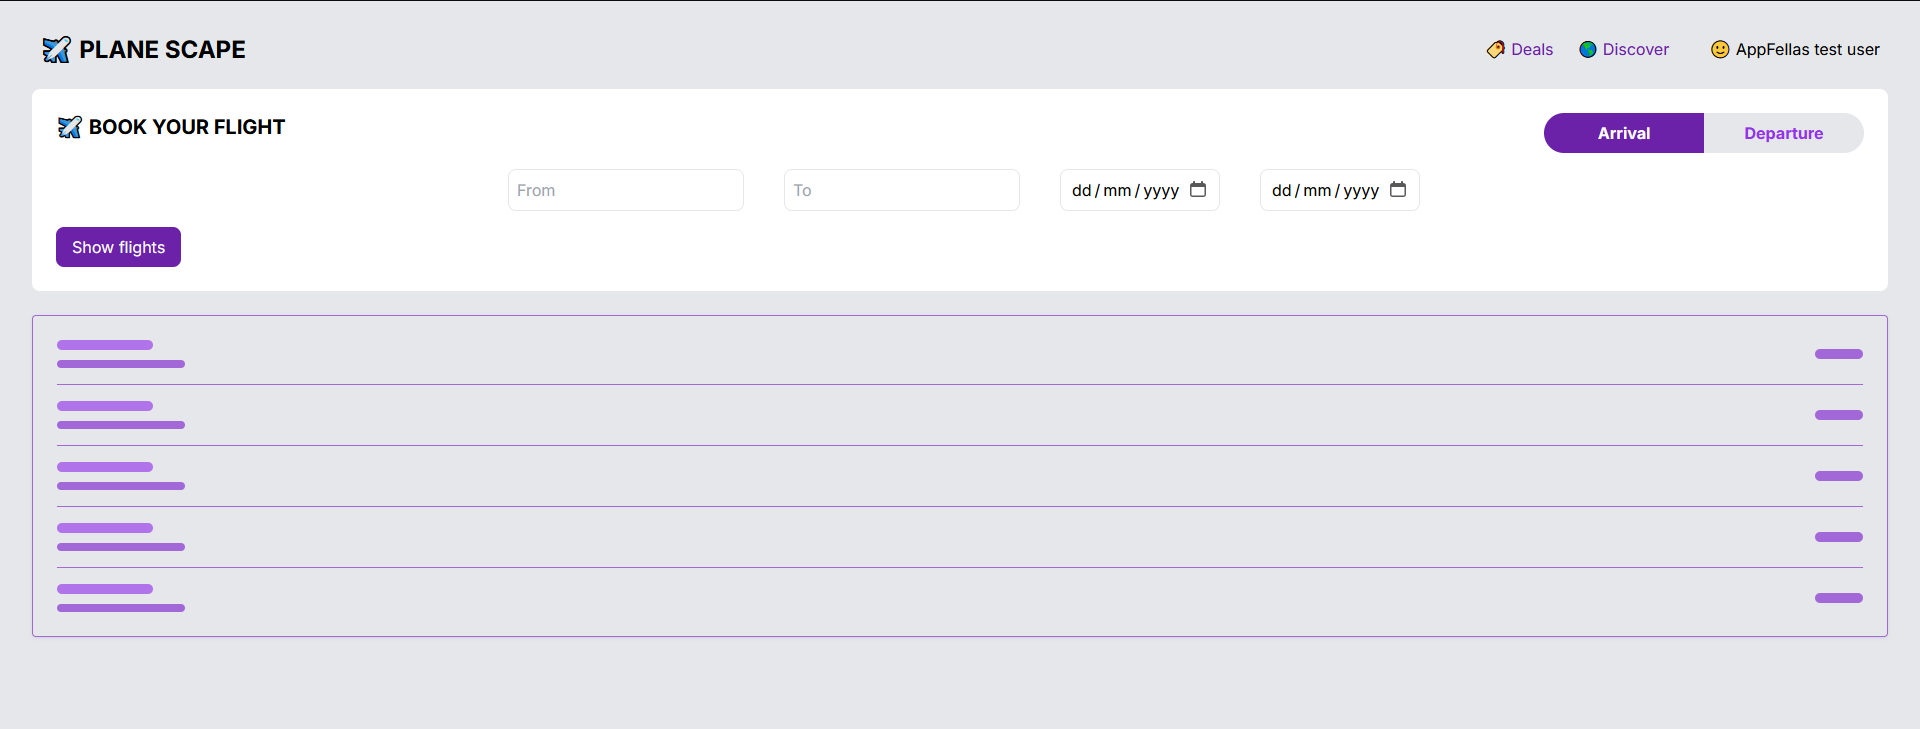 PLANE SCAPE
Deals Discover AppFellas test user
BOOK YOUR FLIGHT
Arrival Departure
From To dd/mm/yyyy dd/mm/yyyy
Show flights